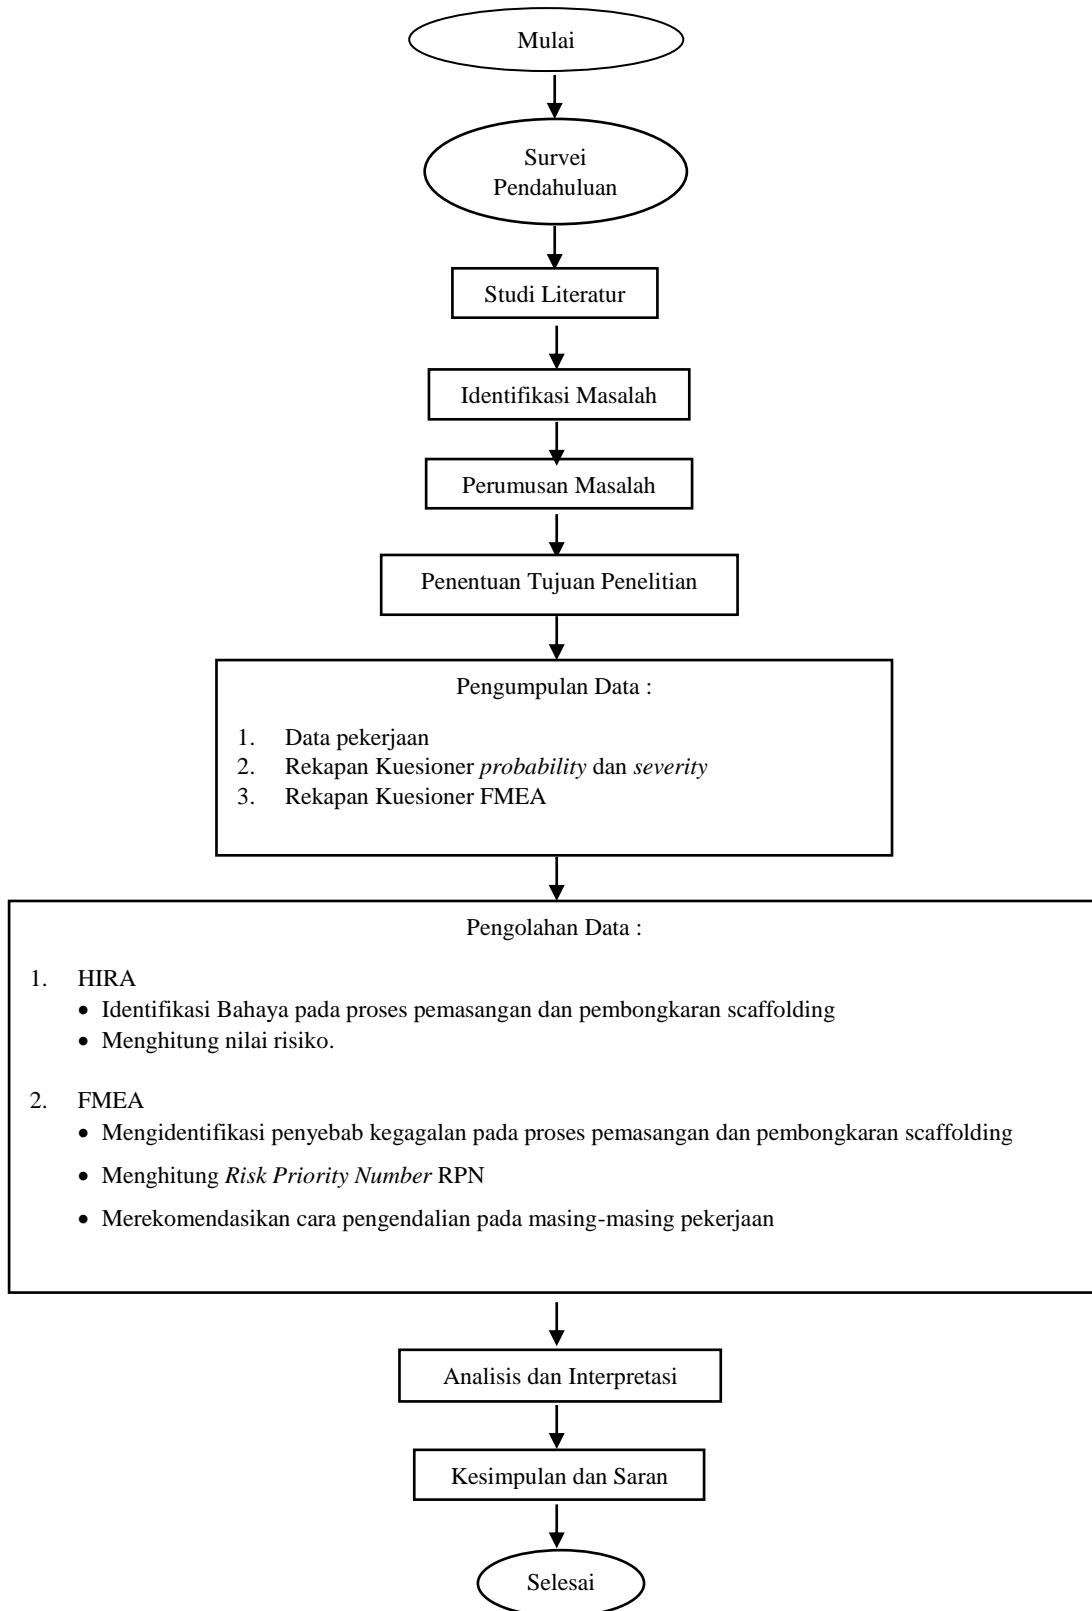 Mulai
Survei
Pendahuluan
Studi Literatur
Identifikasi Masalah
Perumusan Masalah
Penentuan Tujuan Penelitian
Pengumpulan Data :
1. Data pekerjaan
2. Rekapan Kuesioner probability dan severity
3. Rekapan Kuesioner FMEA
Pengolahan Data :
1. HIRA
• Identifikasi Bahaya pada proses pemasangan dan pembongkaran scaffolding
• Menghitung nilai risiko.
2. FMEA
• Mengidentifikasi penyebab kegagalan pada proses pemasangan dan pembongkaran scaffolding
• Menghitung Risk Priority Number RPN
• Merekomendasikan cara pengendalian pada masing-masing pekerjaan
Analisis dan Interpretasi
Kesimpulan dan Saran
Selesai